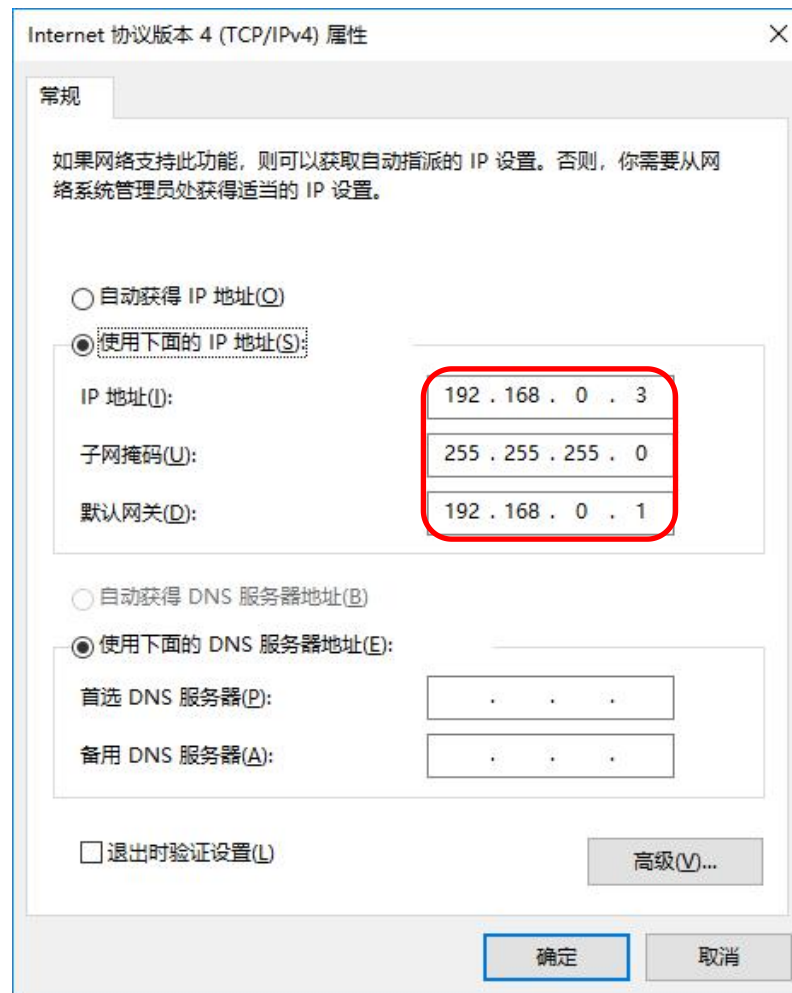 Internet 协议版本 4 (TCP/IPv4) 属性
常规
如果网络支持此功能，则可以获取自动指派的 IP 设置。否则，你需要从网
络系统管理员处获得适当的 IP 设置。
自动获得 IP 地址(O)
使用下面的 IP 地址(S):
IP 地址(I): 192 . 168 . 0 . 3
子网掩码(U): 255 . 255 . 255 . 0
默认网关(D): 192 . 168 . 0 . 1
自动获得 DNS 服务器地址(B)
使用下面的 DNS 服务器地址(E):
首选 DNS 服务器(P): . . .
备用 DNS 服务器(A): . . .
退出时验证设置(L)
高级(V)...
确定 取消